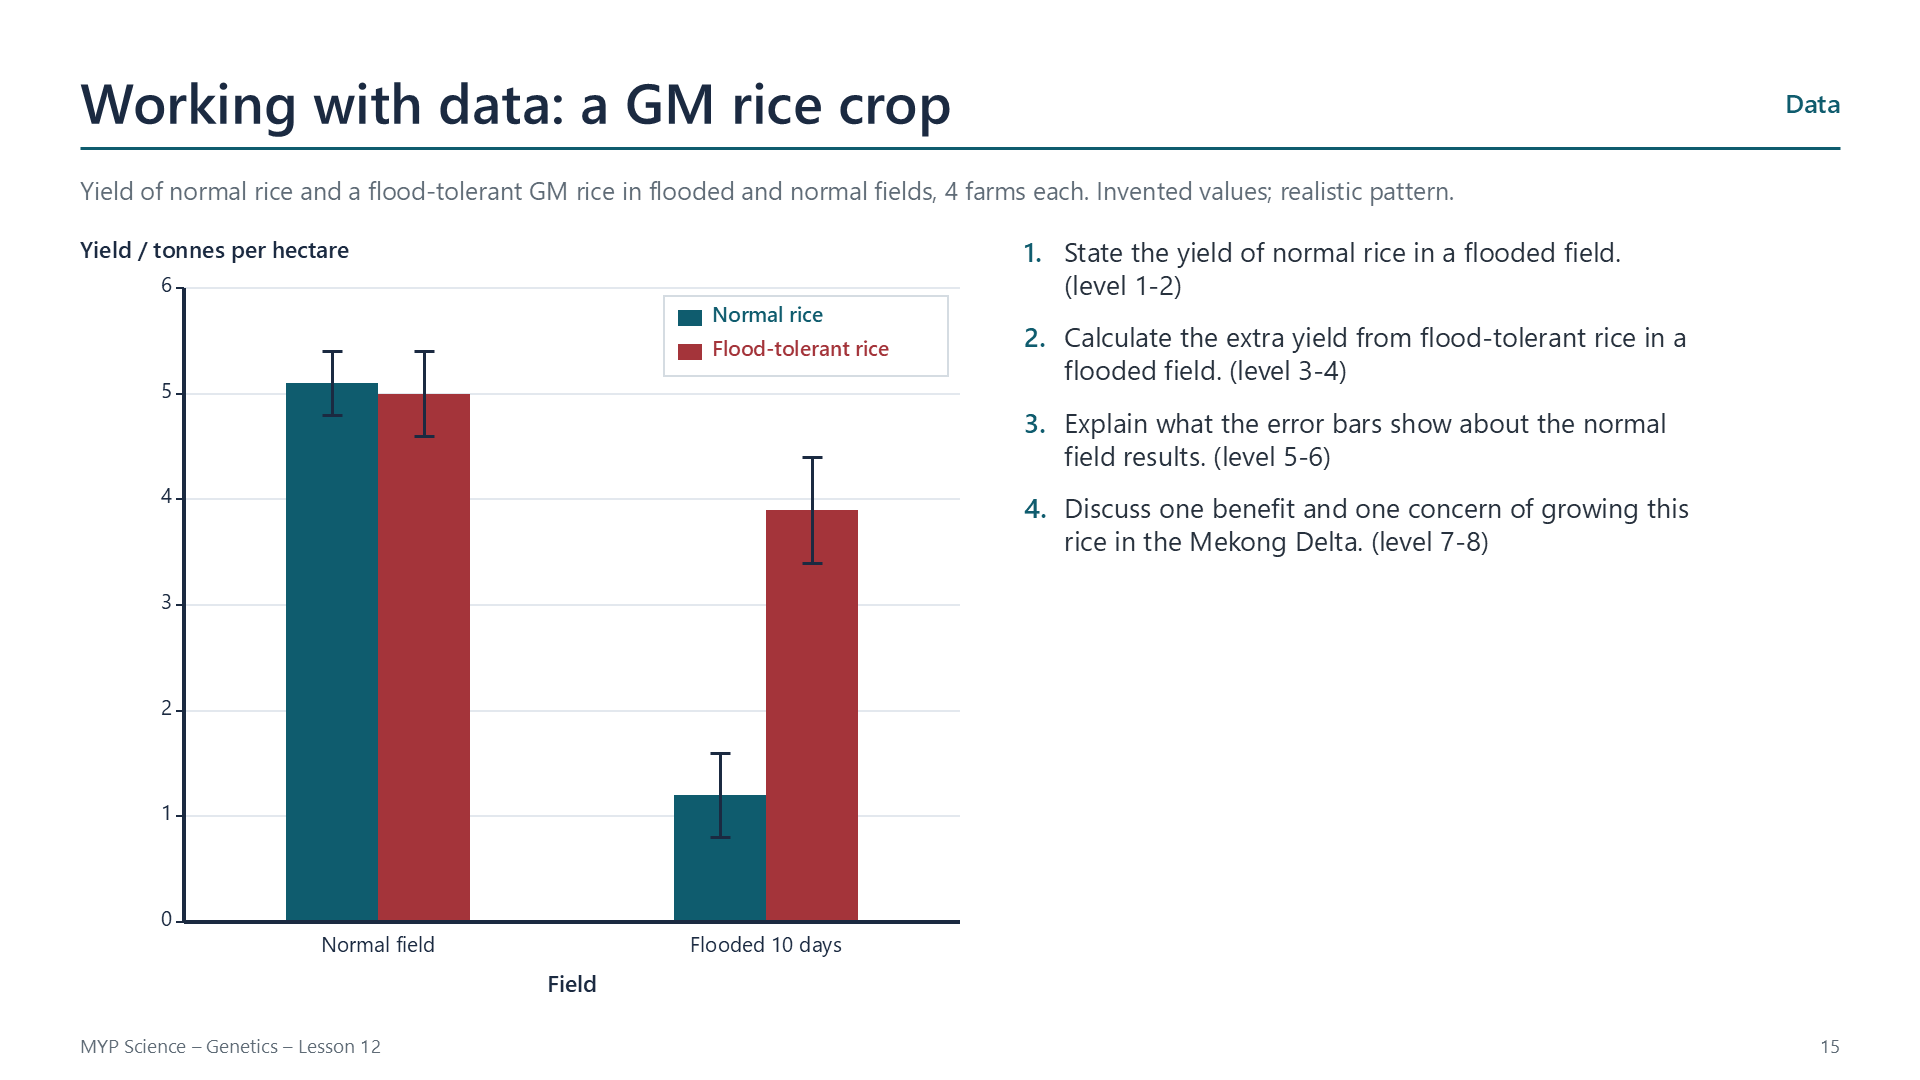 Working with data: a GM rice crop
Data
Yield of normal rice and a flood-tolerant GM rice in flooded and normal fields, 4 farms each. Invented values; realistic pattern.
Yield / tonnes per hectare
6
5
4
3
2
1
0
Normal rice
Flood-tolerant rice
Normal field
Flooded 10 days
Field
1. State the yield of normal rice in a flooded field.
(level 1-2)
2. Calculate the extra yield from flood-tolerant rice in a
flooded field. (level 3-4)
3. Explain what the error bars show about the normal
field results. (level 5-6)
4. Discuss one benefit and one concern of growing this
rice in the Mekong Delta. (level 7-8)
MYP Science – Genetics – Lesson 12
15